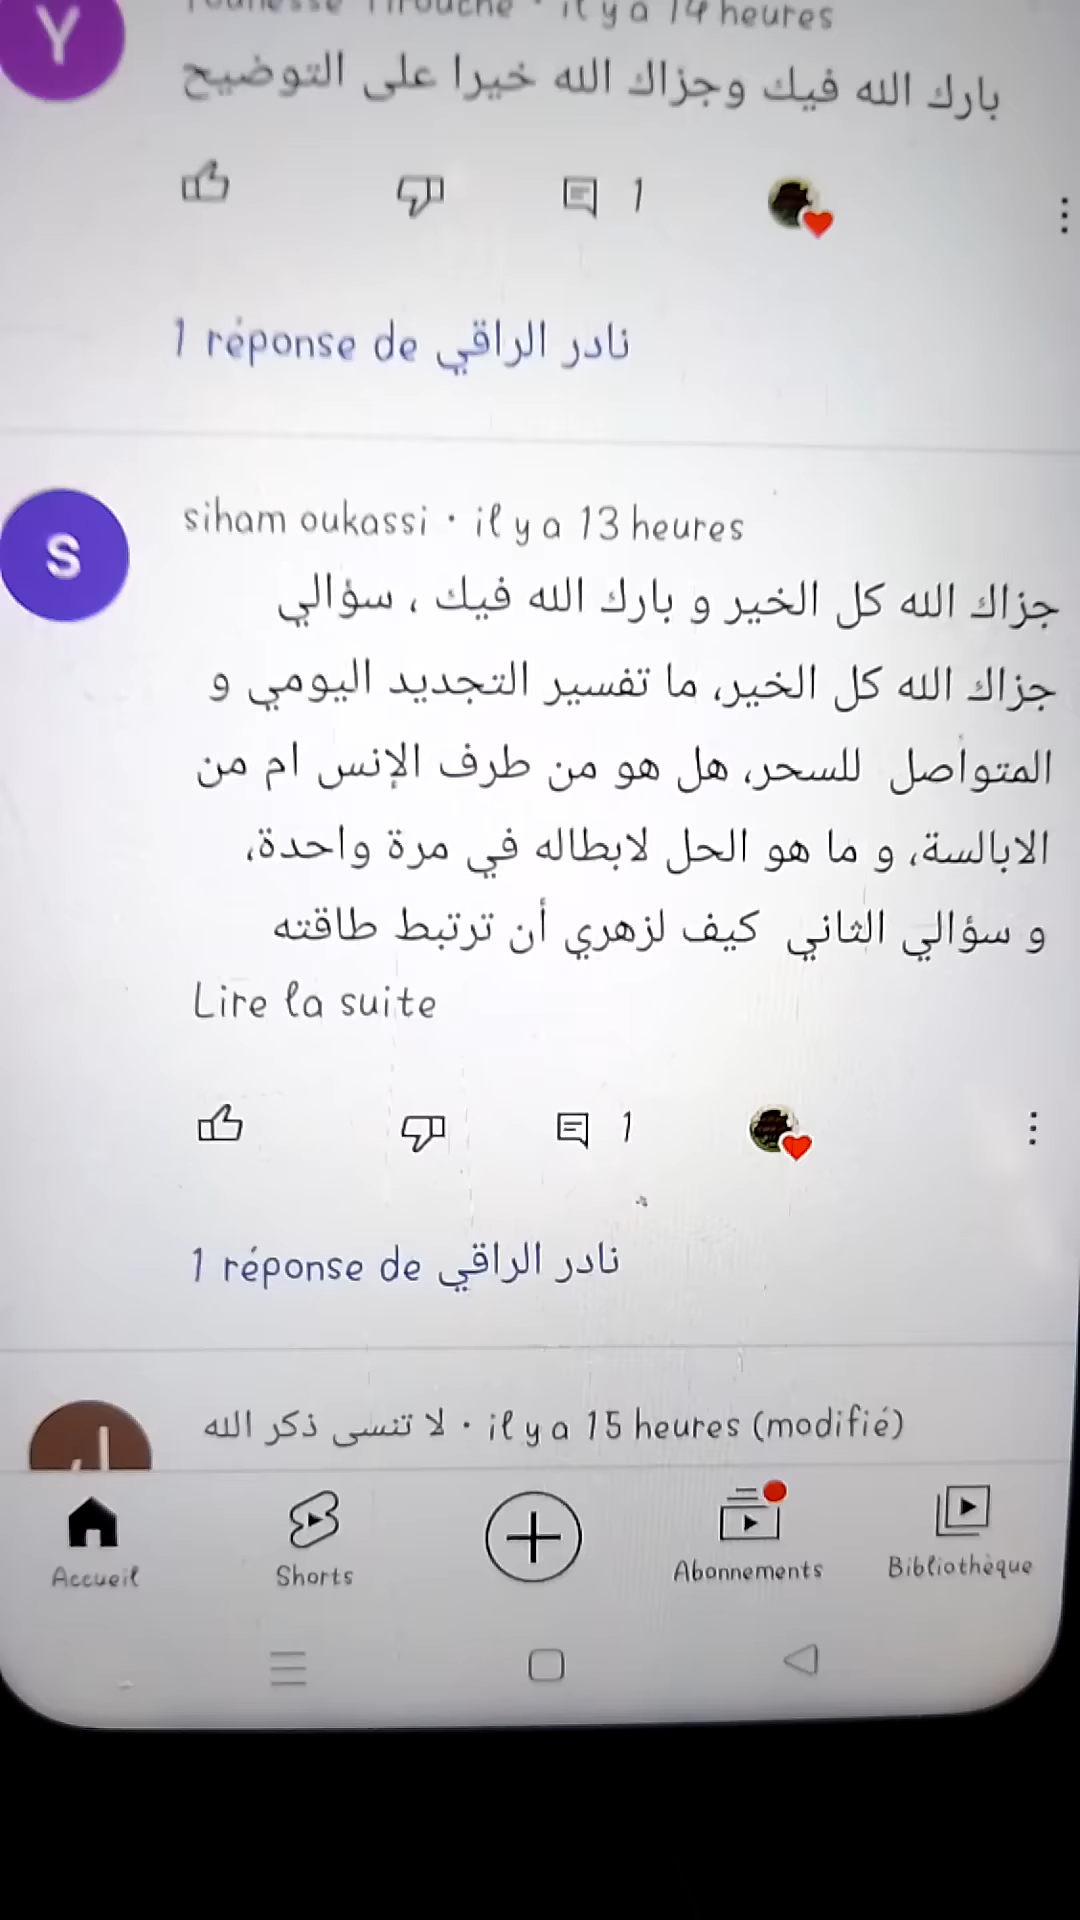 il y a 14 heures
Y
بارك الله فيك وجزاك الله خيرا على التوضيح
1
1 réponse de نادر الراقي
S
siham oukassi · il y a 13 heures
جزاك الله كل الخير و بارك الله فيك ، سؤالي
جزاك الله كل الخير، ما تفسير التجديد اليومي و
المتواصل للسحر، هل هو من طرف الإنس ام من
الابالسة، و ما هو الحل لابطاله في مرة واحدة،
و سؤالي الثاني كيف لزهري أن ترتبط طاقته
Lire la suite
1
1 réponse de نادر الراقي
لا تنسى ذكر الله · il y a 15 heures (modifié)
Accueil
Shorts
Abonnements
Bibliothèque